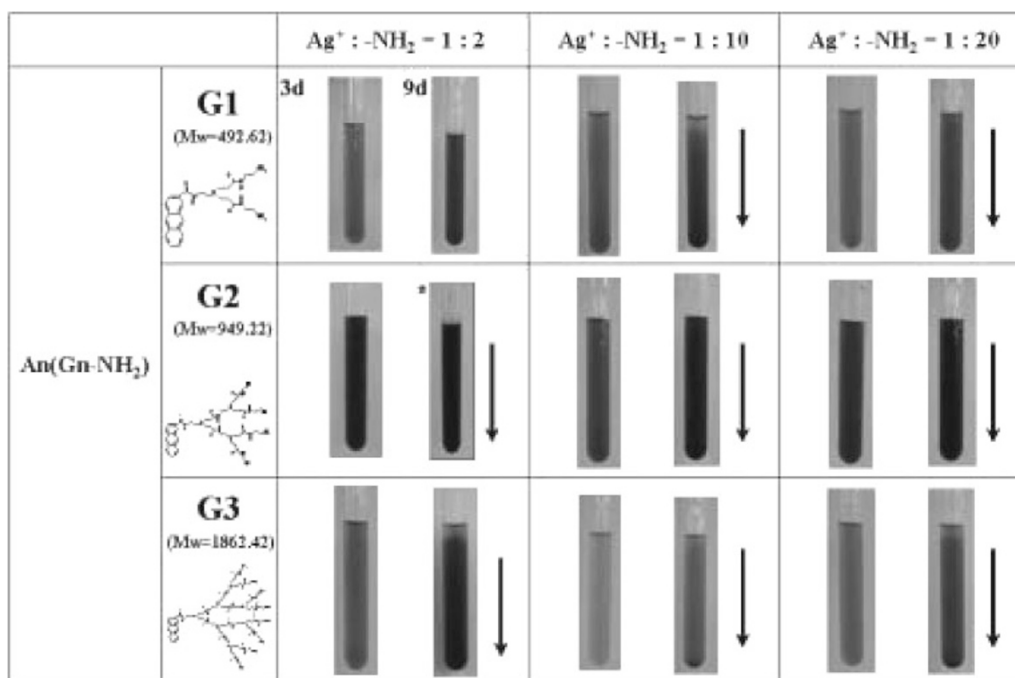 Ag⁺ : -NH₂ = 1 : 2
Ag⁺ : -NH₂ = 1 : 10
Ag⁺ : -NH₂ = 1 : 20
An(Gn-NH₂)
G1
(Mw=492.62)
3d
9d
G2
(Mw=949.22)
*
G3
(Mw=1862.42)